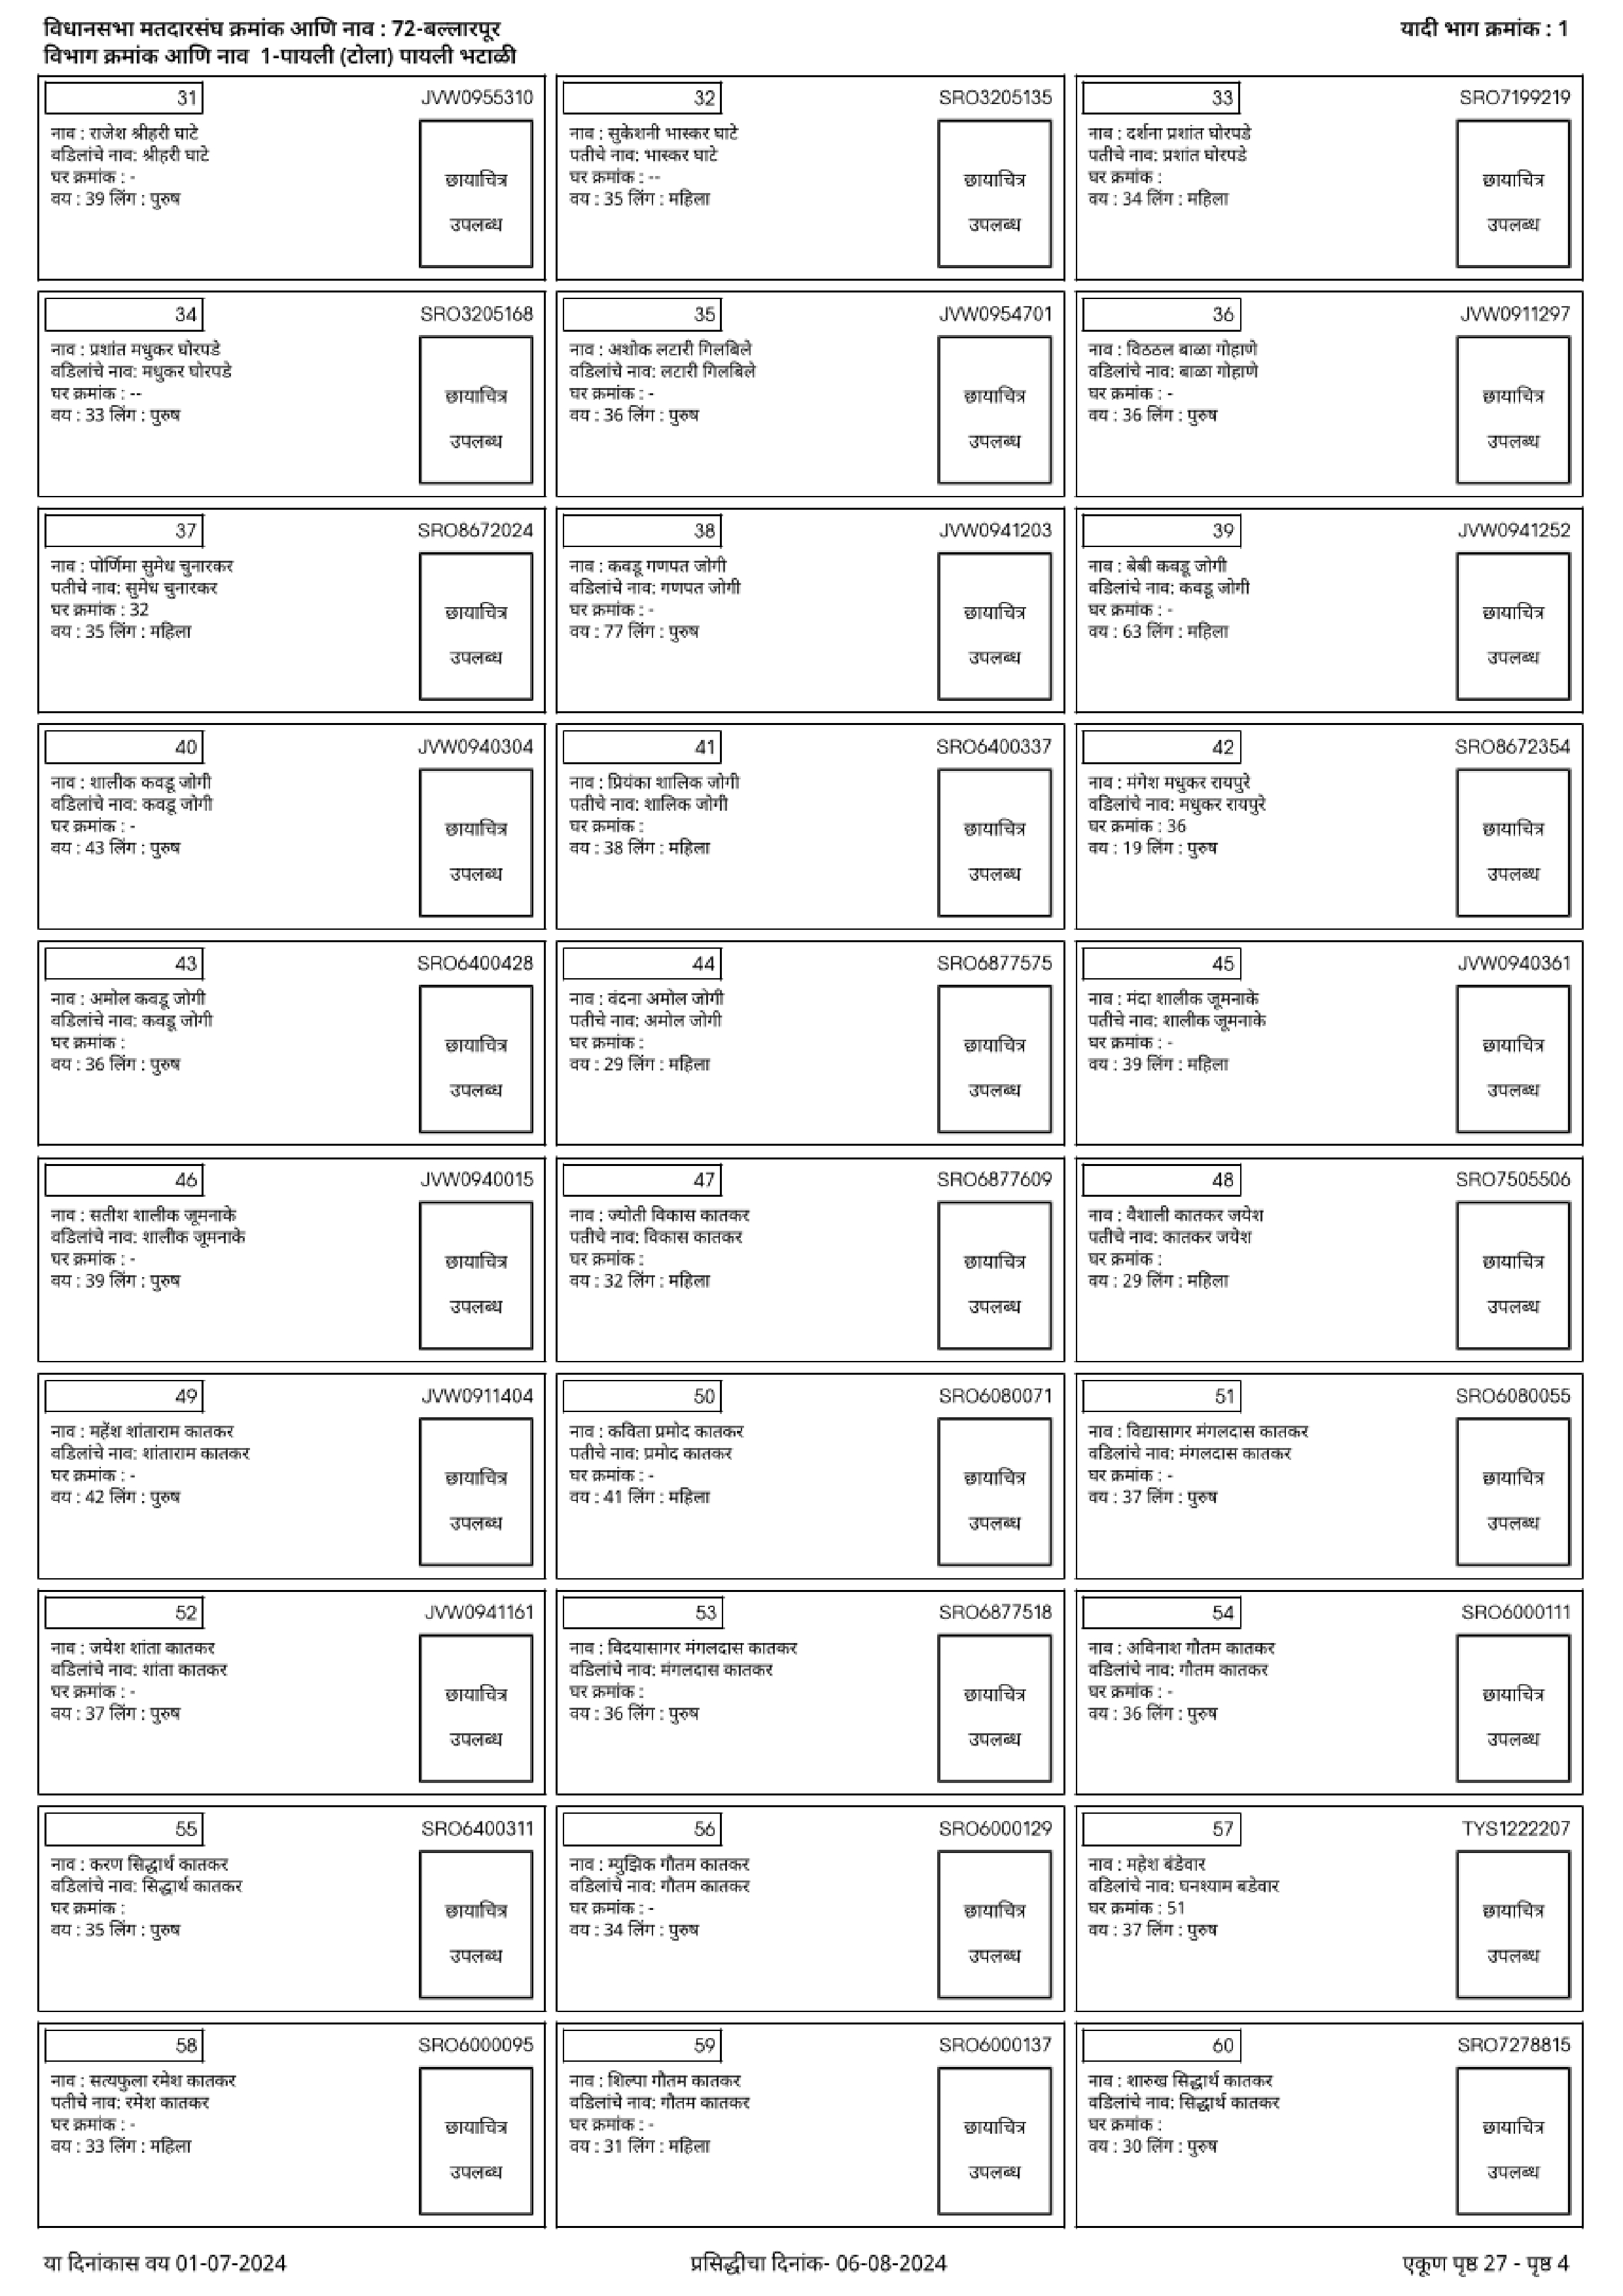 विधानसभा मतदारसंघ क्रमांक आणि नाव : 72-बल्लारपूर
यादी भाग क्रमांक : 1
विभाग क्रमांक आणि नाव 1-पायली (टोला) पायली भटाळी
31 JVW0955310
नाव : राजेश श्रीहरी घाटे
वडिलांचे नाव: श्रीहरी घाटे
घर क्रमांक : -
वय : 39 लिंग : पुरुष
छायाचित्र
उपलब्ध
32 SRO3205135
नाव : सुकेशनी भास्कर घाटे
पतीचे नाव: भास्कर घाटे
घर क्रमांक : --
वय : 35 लिंग : महिला
छायाचित्र
उपलब्ध
33 SRO7199219
नाव : दर्शना प्रशांत घोरपडे
पतीचे नाव: प्रशांत घोरपडे
घर क्रमांक :
वय : 34 लिंग : महिला
छायाचित्र
उपलब्ध
34 SRO3205168
नाव : प्रशांत मधुकर घोरपडे
वडिलांचे नाव: मधुकर घोरपडे
घर क्रमांक : --
वय : 33 लिंग : पुरुष
छायाचित्र
उपलब्ध
35 JVW0954701
नाव : अशोक लटारी गिलबिले
वडिलांचे नाव: लटारी गिलबिले
घर क्रमांक : -
वय : 36 लिंग : पुरुष
छायाचित्र
उपलब्ध
36 JVW0911297
नाव : विठठल बाळा गोहाणे
वडिलांचे नाव: बाळा गोहाणे
घर क्रमांक : -
वय : 36 लिंग : पुरुष
छायाचित्र
उपलब्ध
37 SRO8672024
नाव : पोर्णिमा सुमेध चुनारकर
पतीचे नाव: सुमेध चुनारकर
घर क्रमांक : 32
वय : 35 लिंग : महिला
छायाचित्र
उपलब्ध
38 JVW0941203
नाव : कवडू गणपत जोगी
वडिलांचे नाव: गणपत जोगी
घर क्रमांक : -
वय : 77 लिंग : पुरुष
छायाचित्र
उपलब्ध
39 JVW0941252
नाव : बेबी कवडू जोगी
वडिलांचे नाव: कवडू जोगी
घर क्रमांक : -
वय : 63 लिंग : महिला
छायाचित्र
उपलब्ध
40 JVW0940304
नाव : शालीक कवडू जोगी
वडिलांचे नाव: कवडू जोगी
घर क्रमांक : -
वय : 43 लिंग : पुरुष
छायाचित्र
उपलब्ध
41 SRO6400337
नाव : प्रियंका शालिक जोगी
पतीचे नाव: शालिक जोगी
घर क्रमांक :
वय : 38 लिंग : महिला
छायाचित्र
उपलब्ध
42 SRO8672354
नाव : मंगेश मधुकर रायपुरे
वडिलांचे नाव: मधुकर रायपुरे
घर क्रमांक : 36
वय : 19 लिंग : पुरुष
छायाचित्र
उपलब्ध
43 SRO6400428
नाव : अमोल कवडू जोगी
वडिलांचे नाव: कवडू जोगी
घर क्रमांक :
वय : 36 लिंग : पुरुष
छायाचित्र
उपलब्ध
44 SRO6877575
नाव : वंदना अमोल जोगी
पतीचे नाव: अमोल जोगी
घर क्रमांक :
वय : 29 लिंग : महिला
छायाचित्र
उपलब्ध
45 JVW0940361
नाव : मंदा शालीक जूमनाके
पतीचे नाव: शालीक जूमनाके
घर क्रमांक : -
वय : 39 लिंग : महिला
छायाचित्र
उपलब्ध
46 JVW0940015
नाव : सतीश शालीक जूमनाके
वडिलांचे नाव: शालीक जूमनाके
घर क्रमांक : -
वय : 39 लिंग : पुरुष
छायाचित्र
उपलब्ध
47 SRO6877609
नाव : ज्योती विकास कातकर
पतीचे नाव: विकास कातकर
घर क्रमांक :
वय : 32 लिंग : महिला
छायाचित्र
उपलब्ध
48 SRO7505506
नाव : वैशाली कातकर जयेश
पतीचे नाव: कातकर जयेश
घर क्रमांक :
वय : 29 लिंग : महिला
छायाचित्र
उपलब्ध
49 JVW0911404
नाव : महेंश शांताराम कातकर
वडिलांचे नाव: शांताराम कातकर
घर क्रमांक : -
वय : 42 लिंग : पुरुष
छायाचित्र
उपलब्ध
50 SRO6080071
नाव : कविता प्रमोद कातकर
पतीचे नाव: प्रमोद कातकर
घर क्रमांक : -
वय : 41 लिंग : महिला
छायाचित्र
उपलब्ध
51 SRO6080055
नाव : विद्यासागर मंगलदास कातकर
वडिलांचे नाव: मंगलदास कातकर
घर क्रमांक : -
वय : 37 लिंग : पुरुष
छायाचित्र
उपलब्ध
52 JVW0941161
नाव : जयेश शांता कातकर
वडिलांचे नाव: शांता कातकर
घर क्रमांक : -
वय : 37 लिंग : पुरुष
छायाचित्र
उपलब्ध
53 SRO6877518
नाव : विदयासागर मंगलदास कातकर
वडिलांचे नाव: मंगलदास कातकर
घर क्रमांक :
वय : 36 लिंग : पुरुष
छायाचित्र
उपलब्ध
54 SRO6000111
नाव : अविनाश गौतम कातकर
वडिलांचे नाव: गौतम कातकर
घर क्रमांक : -
वय : 36 लिंग : पुरुष
छायाचित्र
उपलब्ध
55 SRO6400311
नाव : करण सिद्धार्थ कातकर
वडिलांचे नाव: सिद्धार्थ कातकर
घर क्रमांक :
वय : 35 लिंग : पुरुष
छायाचित्र
उपलब्ध
56 SRO6000129
नाव : म्युझिक गौतम कातकर
वडिलांचे नाव: गौतम कातकर
घर क्रमांक : -
वय : 34 लिंग : पुरुष
छायाचित्र
उपलब्ध
57 TYS1222207
नाव : महेश बंडेवार
वडिलांचे नाव: घनश्याम बडेवार
घर क्रमांक : 51
वय : 37 लिंग : पुरुष
छायाचित्र
उपलब्ध
58 SRO6000095
नाव : सत्यफुला रमेश कातकर
पतीचे नाव: रमेश कातकर
घर क्रमांक : -
वय : 33 लिंग : महिला
छायाचित्र
उपलब्ध
59 SRO6000137
नाव : शिल्पा गौतम कातकर
वडिलांचे नाव: गौतम कातकर
घर क्रमांक : -
वय : 31 लिंग : महिला
छायाचित्र
उपलब्ध
60 SRO7278815
नाव : शारुख सिद्धार्थ कातकर
वडिलांचे नाव: सिद्धार्थ कातकर
घर क्रमांक :
वय : 30 लिंग : पुरुष
छायाचित्र
उपलब्ध
या दिनांकास वय 01-07-2024
प्रसिद्धीचा दिनांक- 06-08-2024
एकूण पृष्ठ 27 - पृष्ठ 4